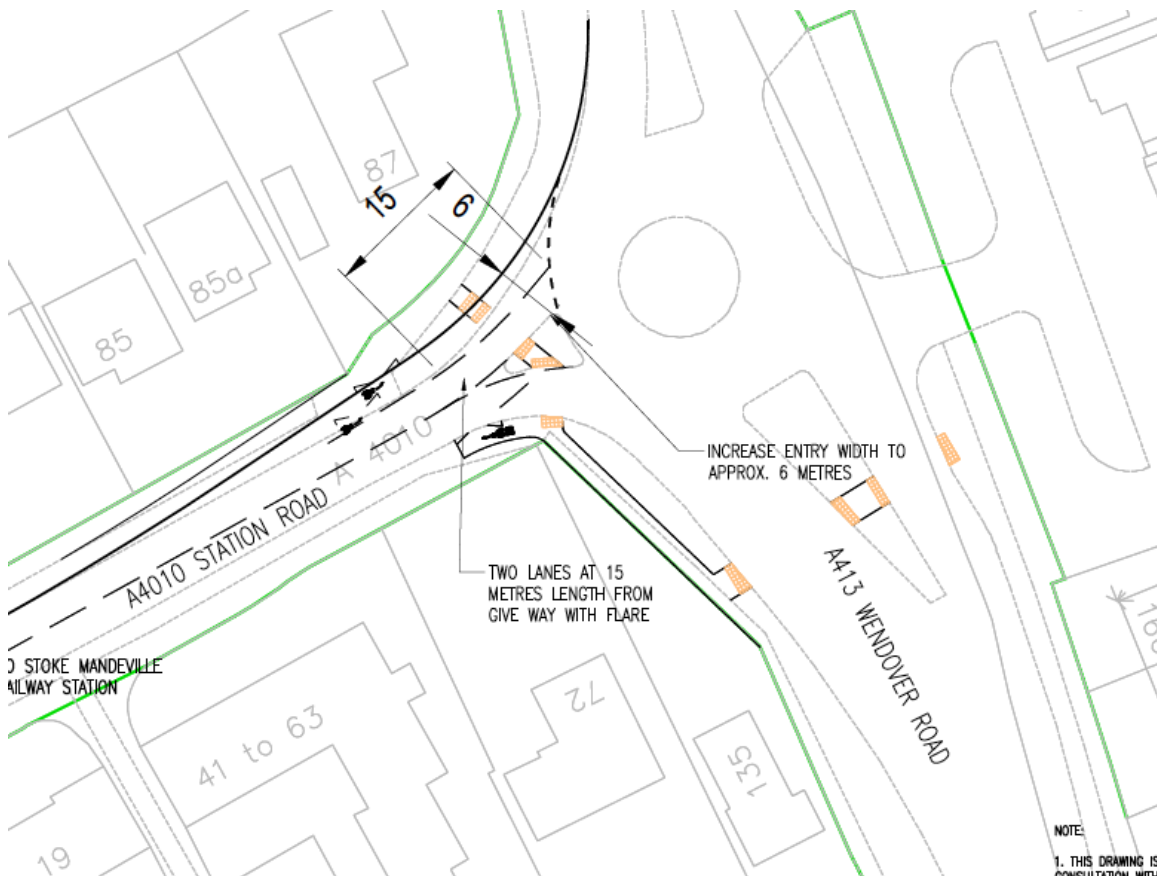 87
15
6
85a
85
A 4010
INCREASE ENTRY WIDTH TO
APPROX. 6 METRES
A4010 STATION ROAD
TWO LANES AT 15
METRES LENGTH FROM
GIVE WAY WITH FLARE
A413 WENDOVER ROAD
O STOKE MANDEVILLE
AILWAY STATION
41 to 63
72
135
19
NOTE:
1. THIS DRAWING IS
CONSULTATION WITH